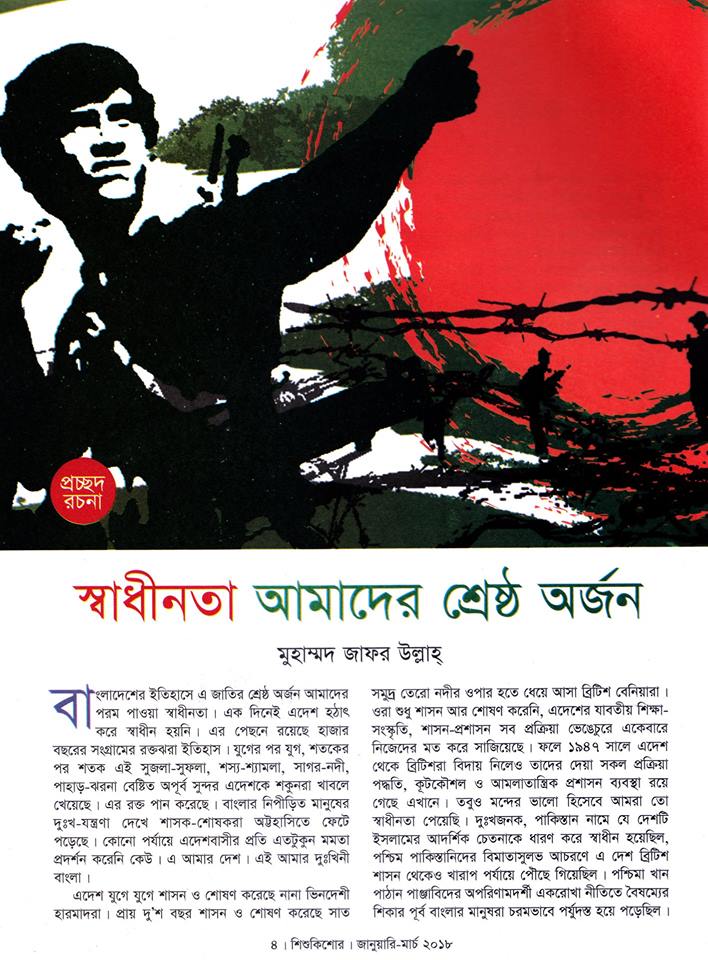 প্রচ্ছদ
রচনা
স্বাধীনতা আমাদের শ্রেষ্ঠ অর্জন
মুহাম্মদ জাফর উল্লাহ্
বাংলাদেশের ইতিহাসে এ জাতির শ্রেষ্ঠ অর্জন আমাদের
পরম পাওয়া স্বাধীনতা। এক দিনেই এদেশ হঠাৎ
করে স্বাধীন হয়নি। এর পেছনে রয়েছে হাজার
বছরের সংগ্রামের রক্তঝরা ইতিহাস। যুগের পর যুগ, শতকের
পর শতক এই সুজলা-সুফলা, শস্য-শ্যামলা, সাগর-নদী,
পাহাড়-ঝরনা বেষ্টিত অপূর্ব সুন্দর এদেশকে শকুনরা খাবলে
খেয়েছে। এর রক্ত পান করেছে। বাংলার নিপীড়িত মানুষের
দুঃখ-যন্ত্রণা দেখে শাসক-শোষকরা অট্টহাসিতে ফেটে
পড়েছে। কোনো পর্যায়ে এদেশবাসীর প্রতি এতটুকুন মমতা
প্রদর্শন করেনি কেউ। এ আমার দেশ। এই আমার দুঃখিনী
বাংলা।
এদেশ যুগে যুগে শাসন ও শোষণ করেছে নানা ভিনদেশী
হারমাদরা। প্রায় দু'শ বছর শাসন ও শোষণ করেছে সাত
সমুদ্র তেরো নদীর ওপার হতে ধেয়ে আসা ব্রিটিশ বেনিয়ারা।
ওরা শুধু শাসন আর শোষণ করেনি, এদেশের যাবতীয় শিক্ষা-
সংস্কৃতি, শাসন-প্রশাসন সব প্রক্রিয়া ভেঙেচুরে একেবারে
নিজেদের মত করে সাজিয়েছে। ফলে ১৯৪৭ সালে এদেশ
থেকে ব্রিটিশরা বিদায় নিলেও তাদের দেয়া সকল প্রক্রিয়া
পদ্ধতি, কূটকৌশল ও আমলাতান্ত্রিক প্রশাসন ব্যবস্থা রয়ে
গেছে এখানে। তবুও মন্দের ভালো হিসেবে আমরা তো
স্বাধীনতা পেয়েছি। দুঃখজনক, পাকিস্তান নামে যে দেশটি
ইসলামের আদর্শিক চেতনাকে ধারণ করে স্বাধীন হয়েছিল,
পশ্চিম পাকিস্তানিদের বিমাতাসুলভ আচরণে এ দেশ ব্রিটিশ
শাসন থেকেও খারাপ পর্যায়ে পৌঁছে গিয়েছিল। পশ্চিমা খান
পাঠান পাঞ্জাবিদের অপরিণামদর্শী একরোখা নীতিতে বৈষম্যের
শিকার পূর্ব বাংলার মানুষরা চরমভাবে পর্যুদস্ত হয়ে পড়েছিল।
৪ । শিশুকিশোর । জানুয়ারি-মার্চ ২০১৮